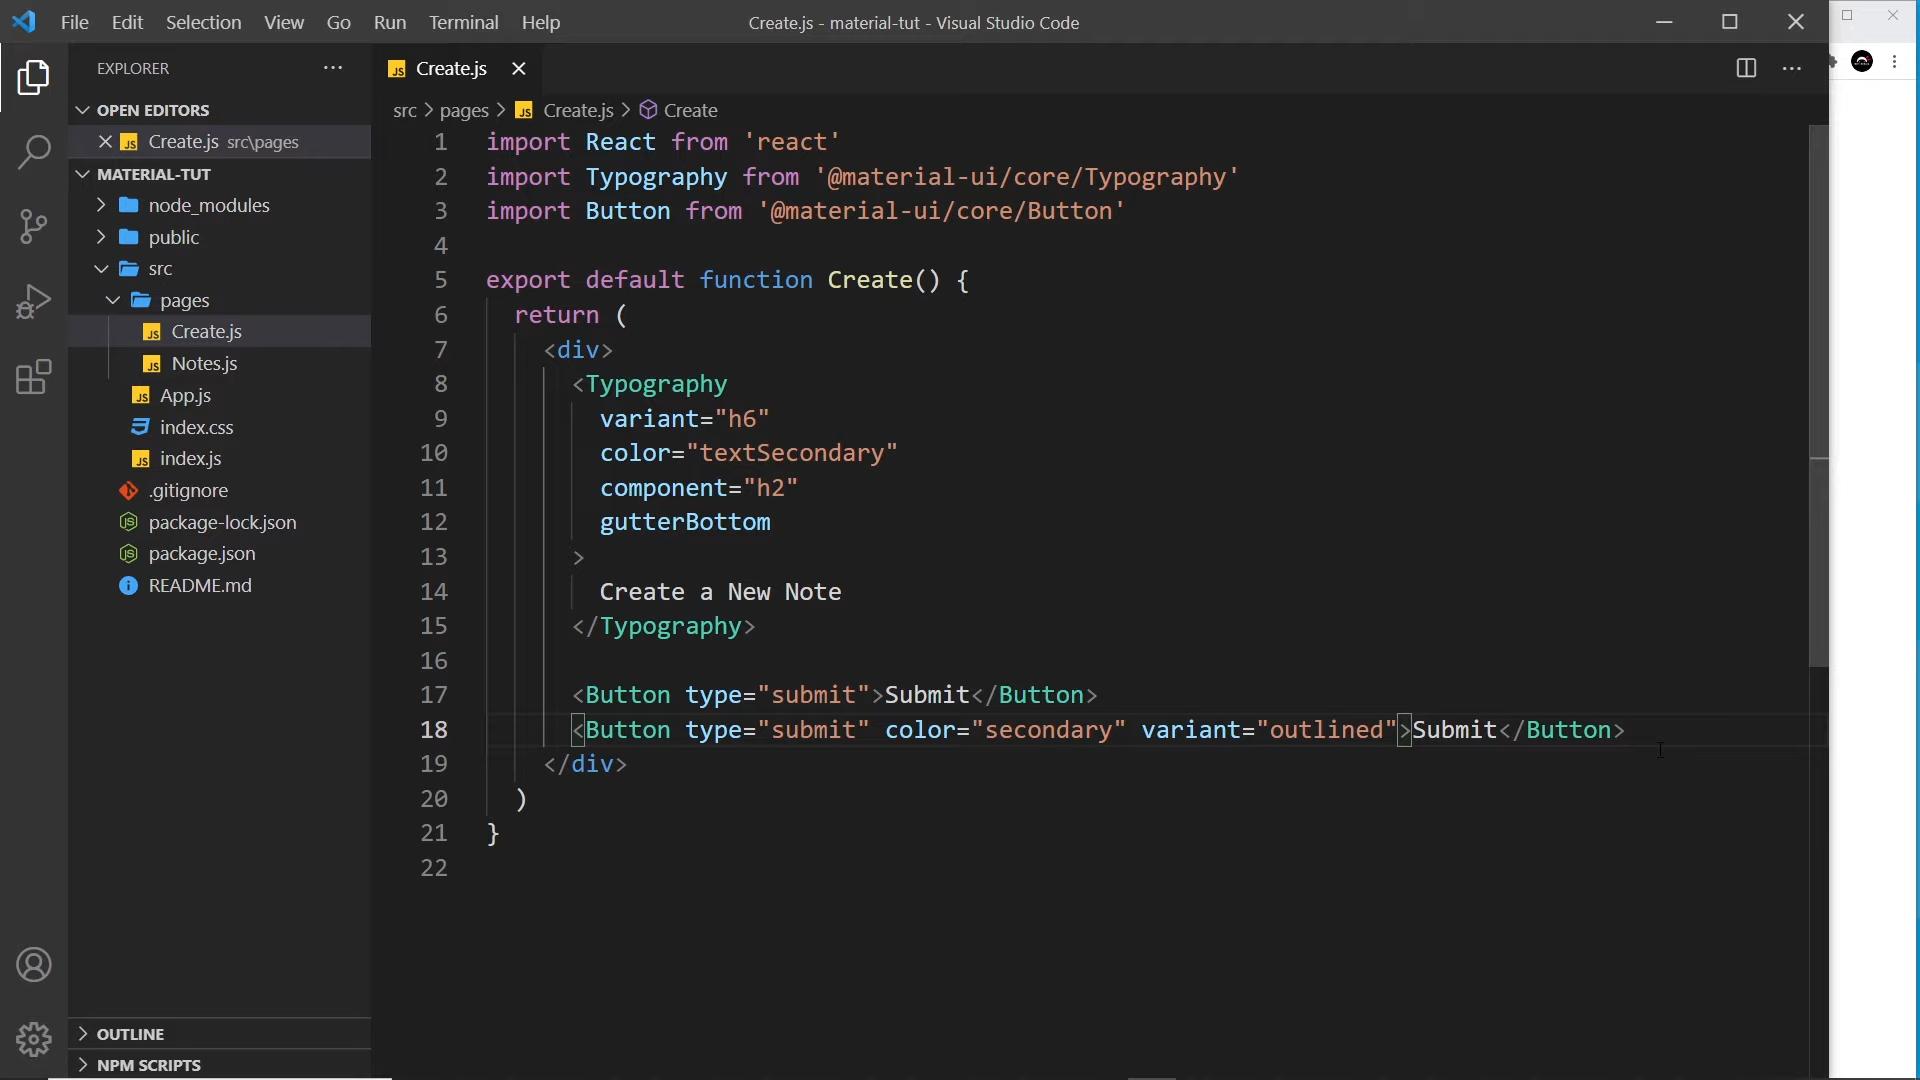 File Edit Selection View Go Run Terminal Help
Create.js - material-tut - Visual Studio Code
EXPLORER
OPEN EDITORS
Create.js src\pages
MATERIAL-TUT
node_modules
public
src
pages
Create.js
Notes.js
App.js
index.css
index.js
.gitignore
package-lock.json
package.json
README.md
OUTLINE
NPM SCRIPTS
Create.js
src > pages > Create.js > Create
1 import React from 'react'
2 import Typography from '@material-ui/core/Typography'
3 import Button from '@material-ui/core/Button'
4
5 export default function Create() {
6 return (
7 <div>
8 <Typography
9 variant="h6"
10 color="textSecondary"
11 component="h2"
12 gutterBottom
13 >
14 Create a New Note
15 </Typography>
16
17 <Button type="submit">Submit</Button>
18 <Button type="submit" color="secondary" variant="outlined">Submit</Button>
19 </div>
20 )
21 }
22